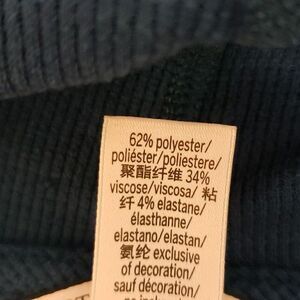 62% polyester/
poliéster/poliestere/
聚酯纤维 34%
viscose/viscosa/ 粘
纤 4% elastane/
élasthanne/
elastano/elastan/
氨纶 exclusive
of decoration/
sauf décoration/